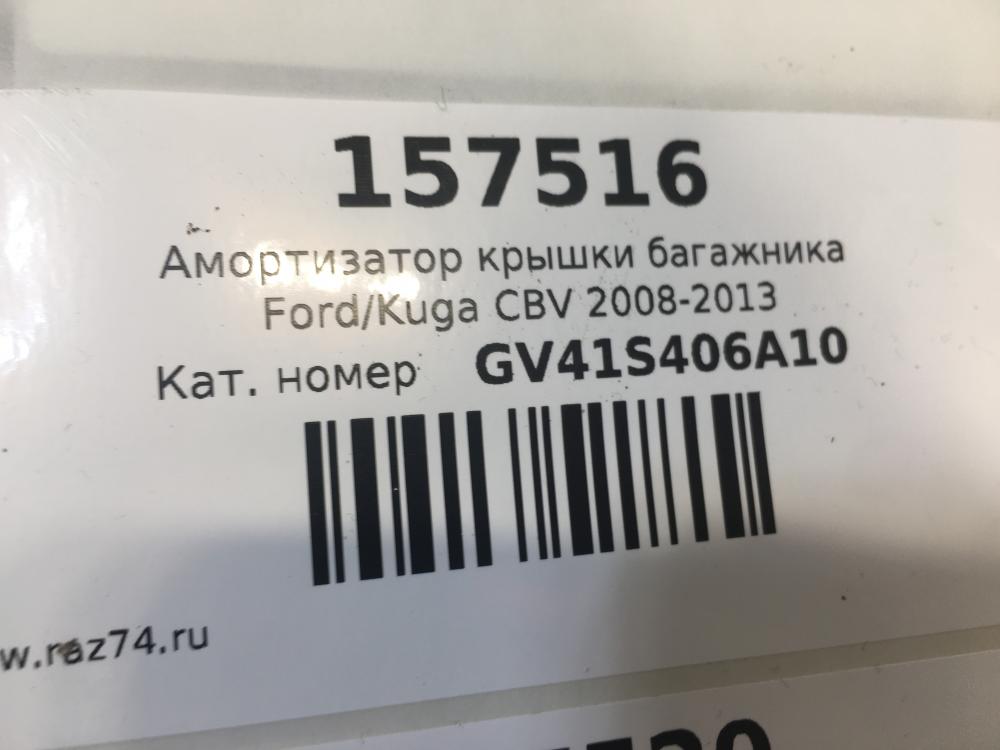 157516
Амортизатор крышки багажника
Ford/Kuga CBV 2008-2013
Кат. номер GV41S406A10
w.raz74.ru